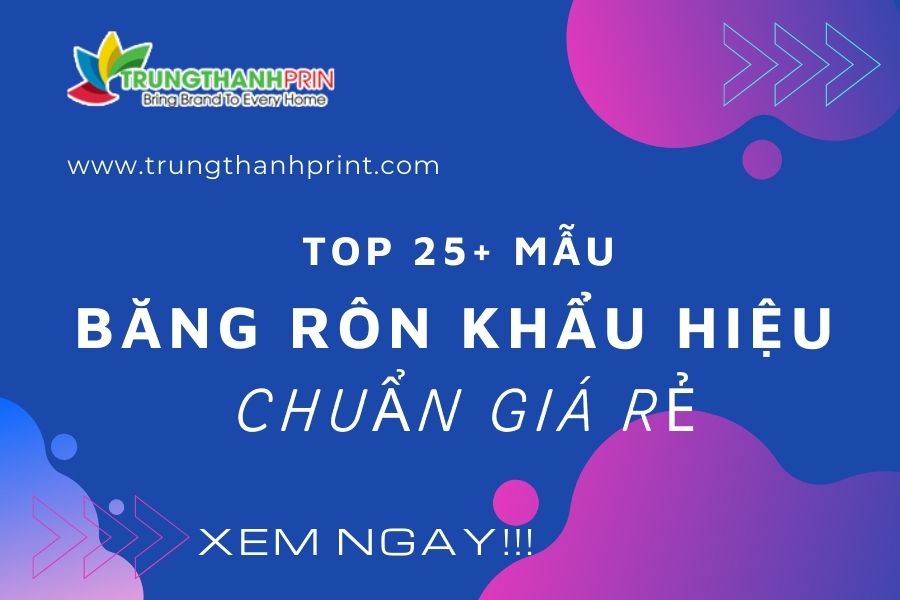 TRUNGTHANHPRIN
Bring Brand To Every Home
www.trungthanhprint.com
TOP 25+ MẪU
BĂNG RÔN KHẨU HIỆU
CHUẨN GIÁ RẺ
XEM NGAY!!!